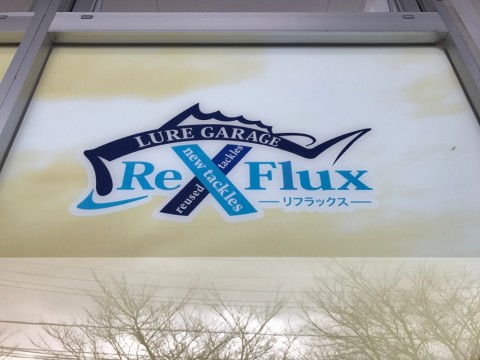 LURE GARAGE
Re Flux
new tackles
reused tackles
リフラックス